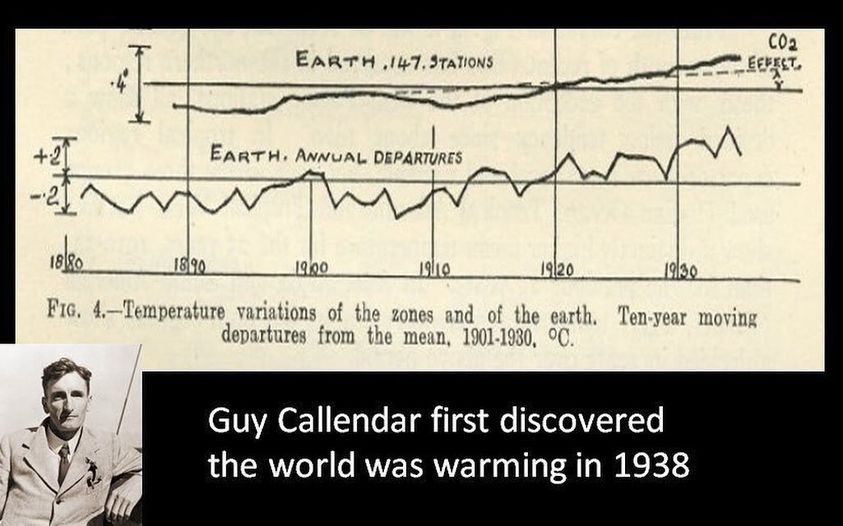 CO2
EARTH .147. STATIONS
EFFECT.
.4°
+.2
EARTH. ANNUAL DEPARTURES
-.2
1880 1890 1900 1910 1920 1930
FIG. 4.—Temperature variations of the zones and of the earth. Ten-year moving
departures from the mean, 1901-1930, °C.
Guy Callendar first discovered
the world was warming in 1938